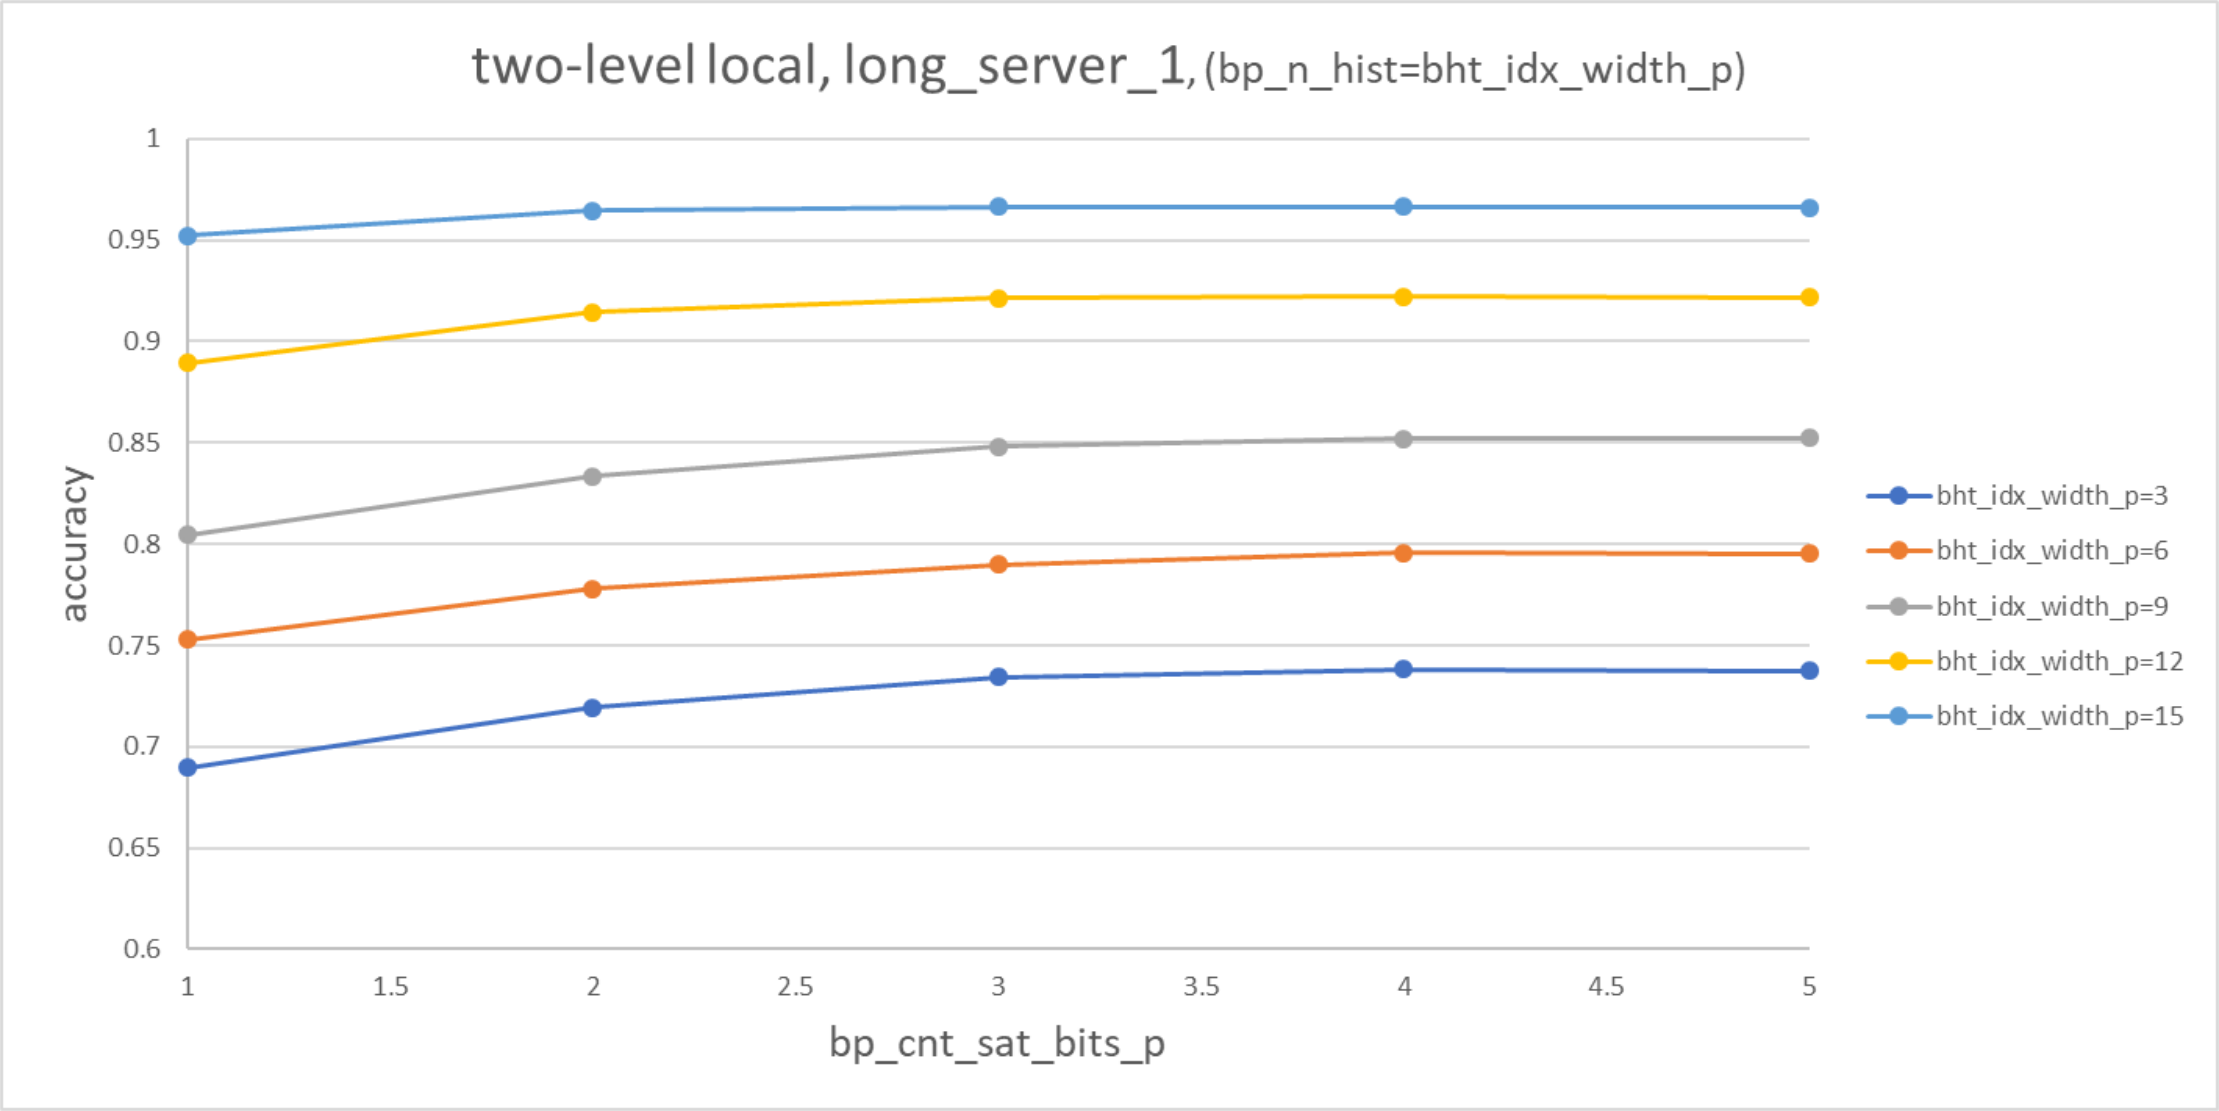 two-level local, long_server_1, (bp_n_hist=bht_idx_width_p)
1
0.95
0.9
0.85
0.8
0.75
0.7
0.65
0.6
accuracy
1 1.5 2 2.5 3 3.5 4 4.5 5
bp_cnt_sat_bits_p
bht_idx_width_p=3
bht_idx_width_p=6
bht_idx_width_p=9
bht_idx_width_p=12
bht_idx_width_p=15